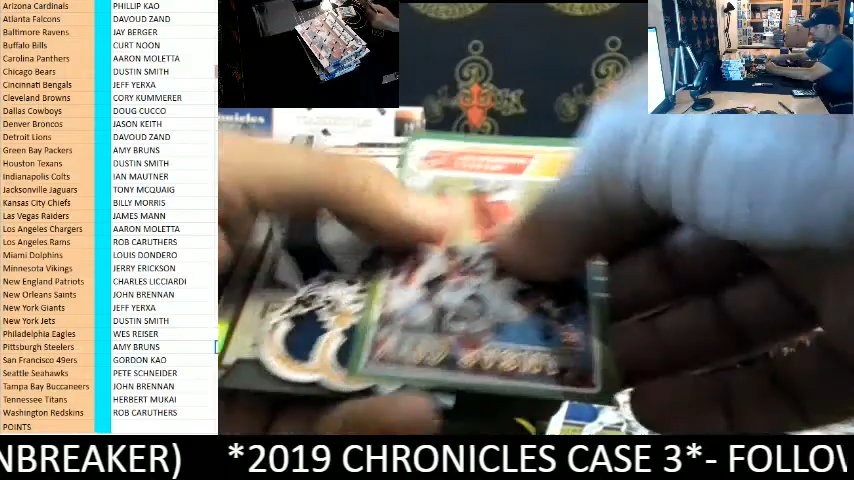 Arizona Cardinals PHILLIP KAO
Atlanta Falcons DAVOUD ZAND
Baltimore Ravens JAY BERGER
Buffalo Bills CURT NOON
Carolina Panthers AARON MOLETTA
Chicago Bears DUSTIN SMITH
Cincinnati Bengals JEFF YERXA
Cleveland Browns CORY KUMMERER
Dallas Cowboys DOUG CUCCO
Denver Broncos JASON KEITH
Detroit Lions DAVOUD ZAND
Green Bay Packers AMY BRUNS
Houston Texans DUSTIN SMITH
Indianapolis Colts IAN MAUTNER
Jacksonville Jaguars TONY MCQUAIG
Kansas City Chiefs BILLY MORRIS
Las Vegas Raiders JAMES MANN
Los Angeles Chargers AARON MOLETTA
Los Angeles Rams ROB CARUTHERS
Miami Dolphins LOUIS DONDERO
Minnesota Vikings JERRY ERICKSON
New England Patriots CHARLES LICCIARDI
New Orleans Saints JOHN BRENNAN
New York Giants JEFF YERXA
New York Jets DUSTIN SMITH
Philadelphia Eagles WES REISER
Pittsburgh Steelers AMY BRUNS
San Francisco 49ers GORDON KAO
Seattle Seahawks PETE SCHNEIDER
Tampa Bay Buccaneers JOHN BRENNAN
Tennessee Titans HERBERT MUKAI
Washington Redskins ROB CARUTHERS
POINTS
NBREAKER) *2019 CHRONICLES CASE 3*- FOLLOW